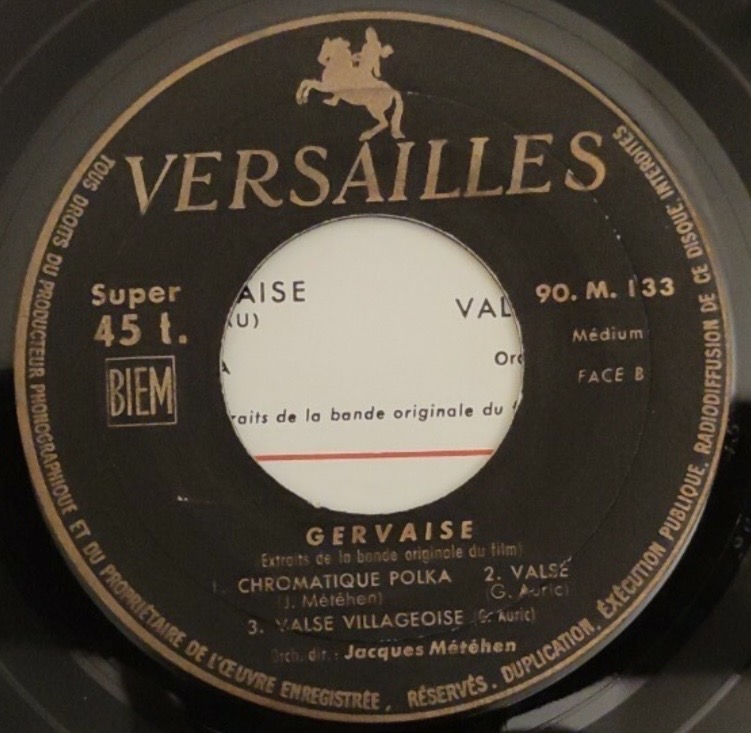 VERSAILLES
TOUS DROITS DU PRODUCTEUR PHONOGRAPHIQUE ET DU PROPRIÉTAIRE DE L'ŒUVRE ENREGISTRÉE, RÉSERVÉS. DUPLICATION, EXÉCUTION PUBLIQUE, RADIODIFFUSION DE CE DISQUE, INTERDITES
Super
45 t.
BIEM
90. M. 133
Médium
FACE B
AISE
VAL
U)
Or
raits de la bande originale du
GERVAISE
(Extraits de la bande originale du film)
1. CHROMATIQUE POLKA 2. VALSE
(J. Météhen) (G. Auric)
3. VALSE VILLAGEOISE (G. Auric)
Orch. dir.: Jacques Météhen